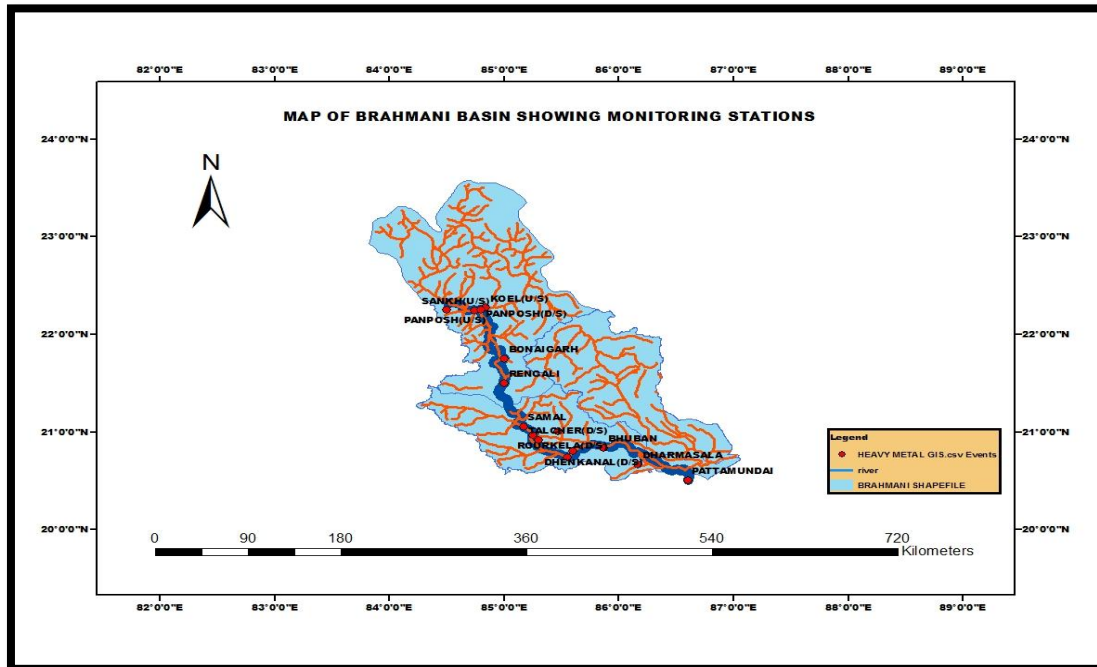 82°0'0"E 83°0'0"E 84°0'0"E 85°0'0"E 86°0'0"E 87°0'0"E 88°0'0"E 89°0'0"E
MAP OF BRAHMANI BASIN SHOWING MONITORING STATIONS
24°0'0"N 24°0'0"N
N
23°0'0"N 23°0'0"N
SANKH(U/S) KOEL(U/S)
PANPOSH(U/S) PANPOSH(D/S)
22°0'0"N 22°0'0"N
BONAIGARH
RENGALI
SAMAL
21°0'0"N TALCHER(D/S) 21°0'0"N
ROURKELA(D/S) BHUBAN
DHENKANAL(D/S) DHARMASALA
PATTAMUNDAI
Legend
HEAVY METAL GIS.csv Events
river
BRAHMANI SHAPEFILE
20°0'0"N 20°0'0"N
0 90 180 360 540 720
Kilometers
82°0'0"E 83°0'0"E 84°0'0"E 85°0'0"E 86°0'0"E 87°0'0"E 88°0'0"E 89°0'0"E